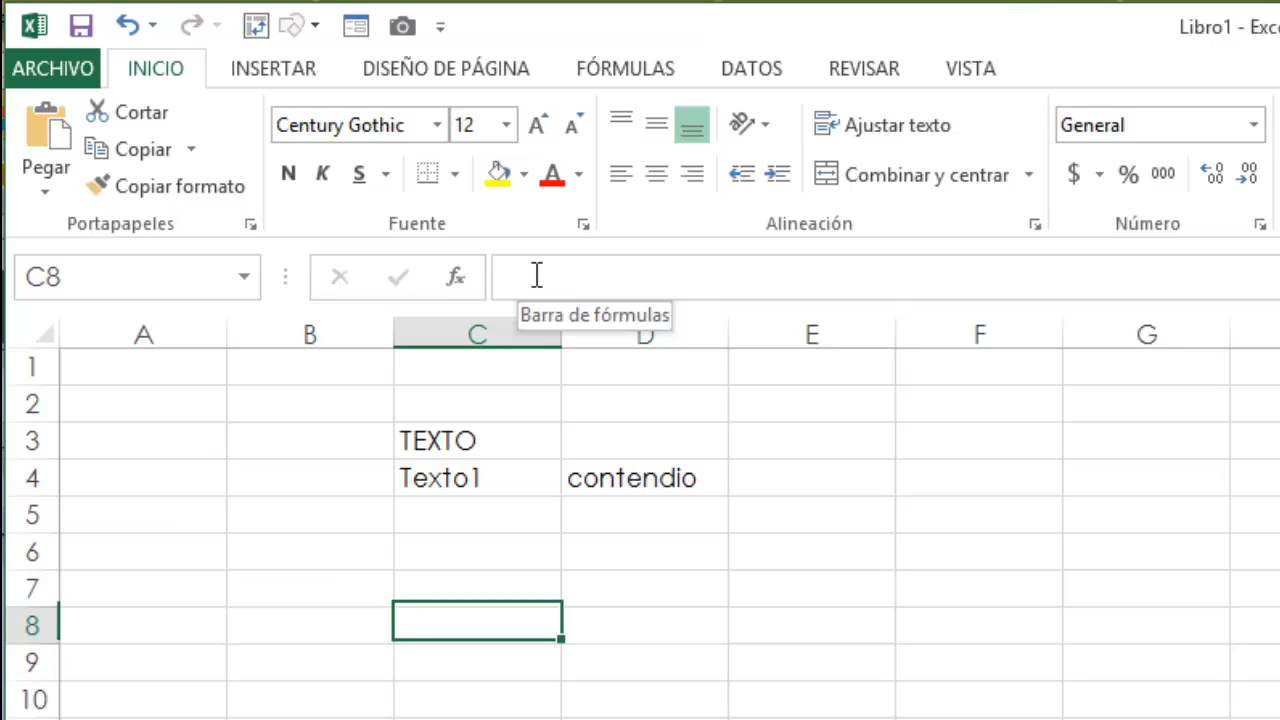 Libro1 - Exce
ARCHIVO INICIO INSERTAR DISEÑO DE PÁGINA FÓRMULAS DATOS REVISAR VISTA
Cortar
Copiar
Copiar formato
Pegar
Portapapeles
Century Gothic 12
N K S A
Fuente
Ajustar texto
Combinar y centrar
Alineación
General
$ % 000
Número
C8 fx
Barra de fórmulas
A B C D E F G
1
2
3 TEXTO
4 Texto1 contendio
5
6
7
8
9
10